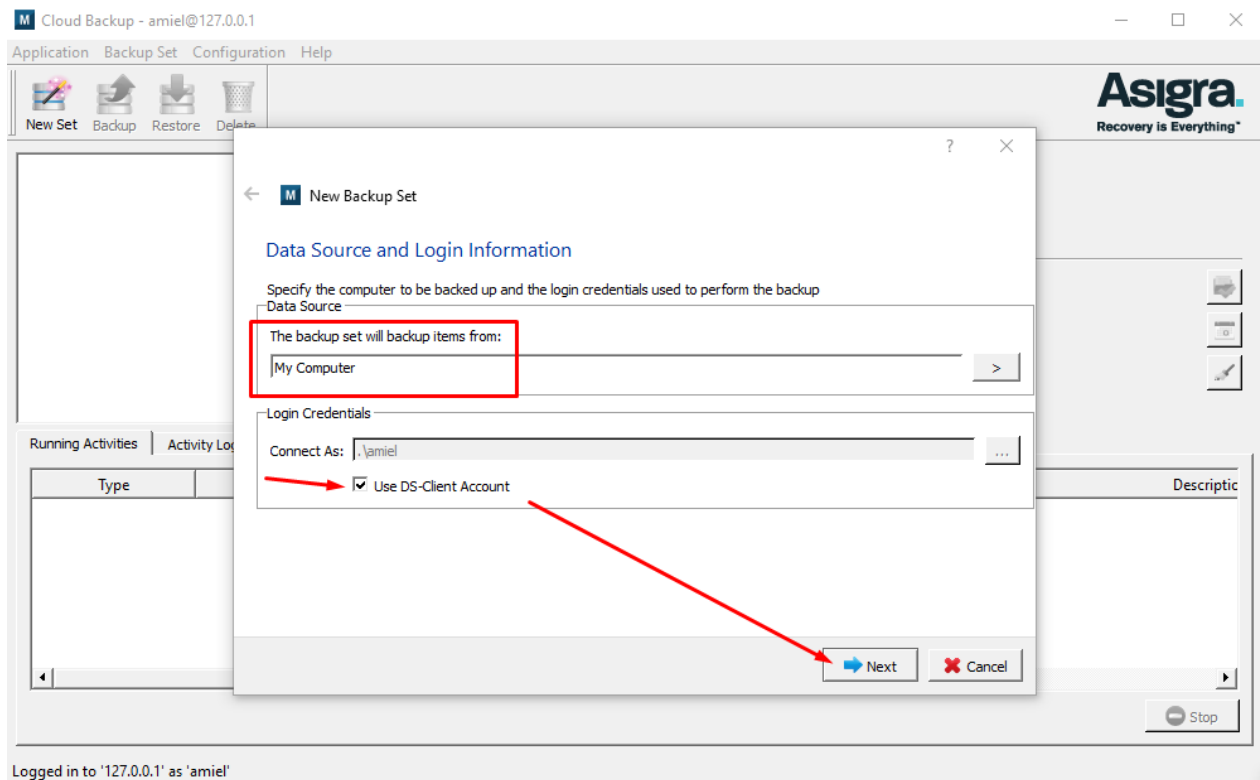 M Cloud Backup - amiel@127.0.0.1
Application Backup Set Configuration Help
New Set Backup Restore Delete
Asigra.
Recovery is Everything™
?
M New Backup Set
Data Source and Login Information
Specify the computer to be backed up and the login credentials used to perform the backup
Data Source
The backup set will backup items from:
My Computer >
Login Credentials
Connect As: .\amiel ...
Use DS-Client Account
Next Cancel
Running Activities Activity Log
Type Descriptic
Stop
Logged in to '127.0.0.1' as 'amiel'